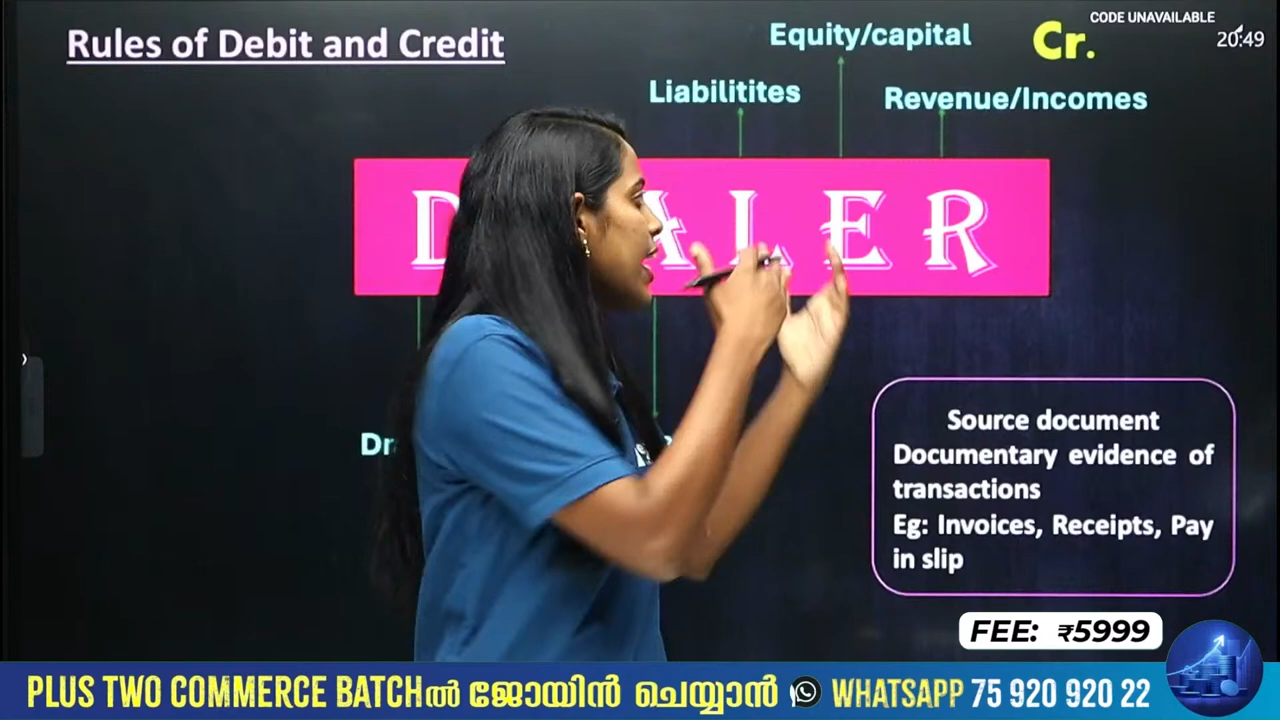 Rules of Debit and Credit
Equity/capital
Cr.
CODE UNAVAILABLE
20:49
Liabilitites
Revenue/Incomes
D A L E R
Source document
Documentary evidence of
transactions
Eg: Invoices, Receipts, Pay
in slip
FEE: ₹5999
PLUS TWO COMMERCE BATCHൽ ജോയിൻ ചെയ്യാൻ WHATSAPP 75 920 920 22